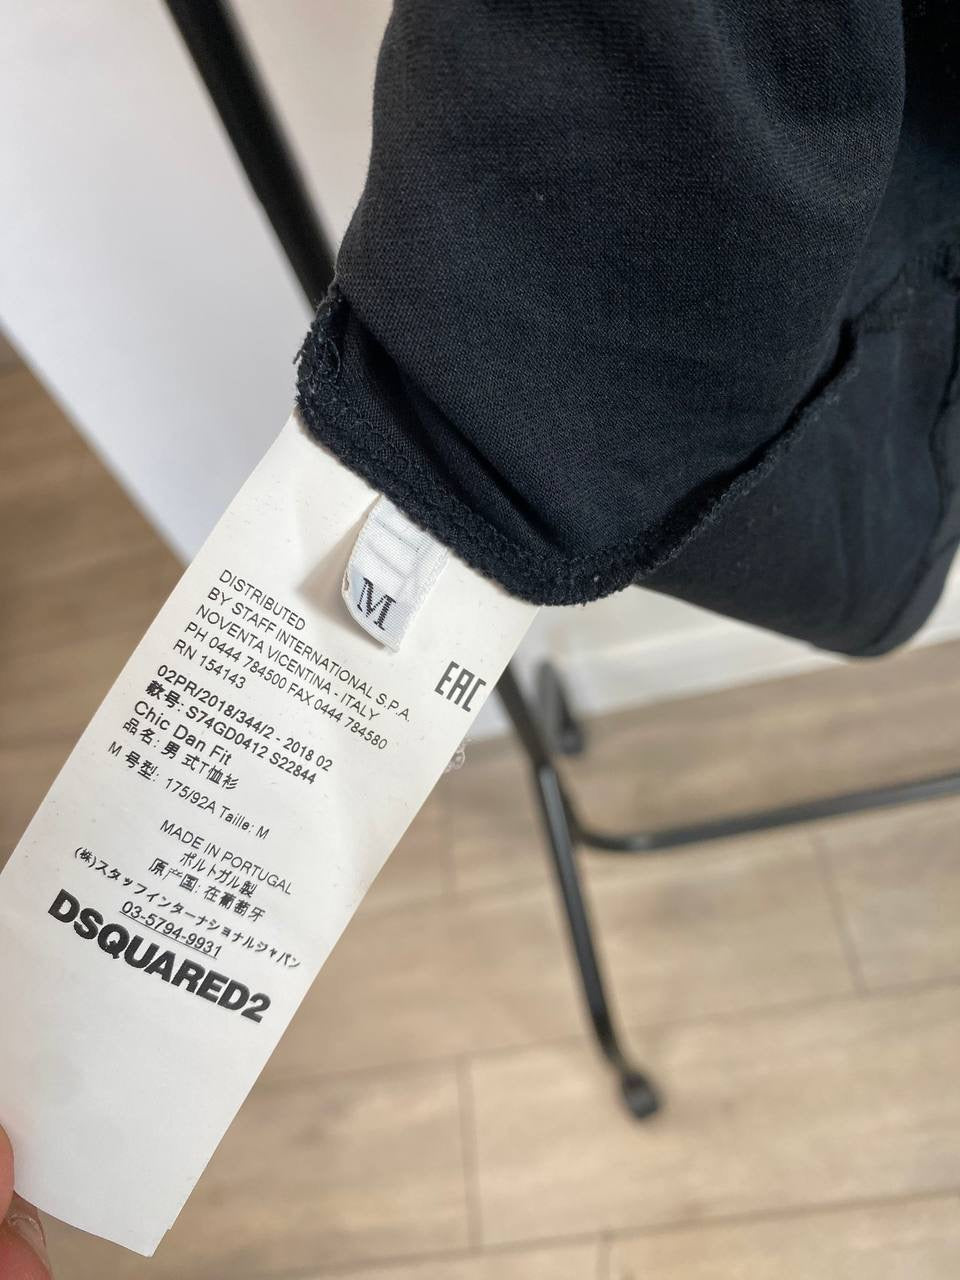 M
DISTRIBUTED
BY STAFF INTERNATIONAL S.P.A.
NOVENTA VICENTINA - ITALY
PH 0444 784500 FAX 0444 784580
RN 154143
EAC
02PR/2018/344/2 - 2018 02
款号: S74GD0412 S22844
Chic Dan Fit
品名: 男 式T恤衫
M 号型: 175/92A Taille: M
MADE IN PORTUGAL
ポルトガル製
原产国: 在葡萄牙
(株)スタッフインターナショナルジャパン
03-5794-9931
DSQUARED2